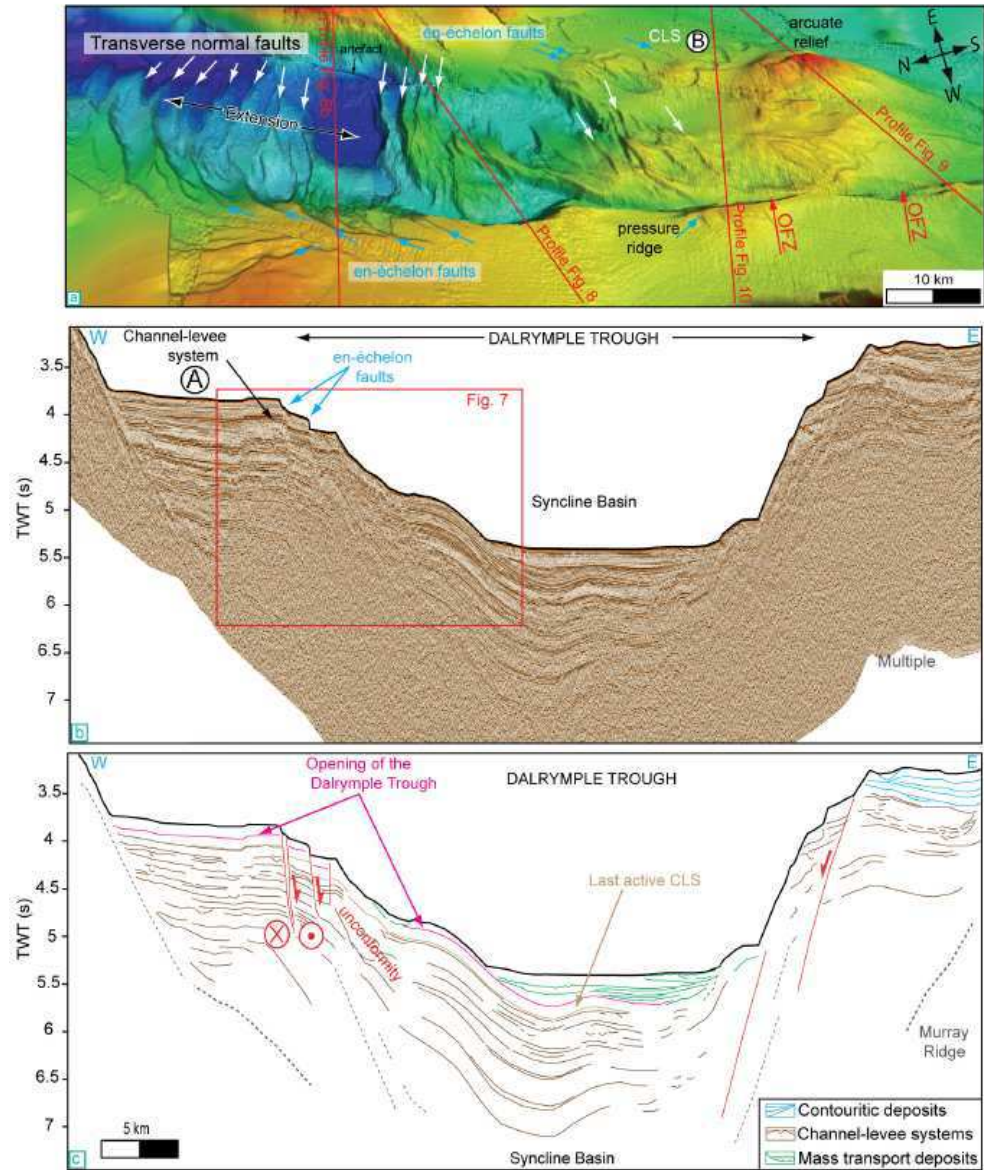 Transverse normal faults
artefact
en-échelon faults
CLS B
arcuate
relief
E
N S
W
Extension
Profile Fig. 9
Profile Fig. 8
Profile Fig. 10
OFZ
OFZ
pressure
ridge
en-échelon faults
10 km
a
W
Channel-levee
system
A
en-échelon
faults
DALRYMPLE TROUGH
E
Fig. 7
3.5
4
4.5
5
5.5
6
6.5
7
TWT (s)
Syncline Basin
Multiple
b
W
Opening of the
Dalrymple Trough
DALRYMPLE TROUGH
E
3.5
4
4.5
5
5.5
6
6.5
7
TWT (s)
Last active CLS
unconformity
Murray
Ridge
5 km
c
Syncline Basin
Contouritic deposits
Channel-levee systems
Mass transport deposits